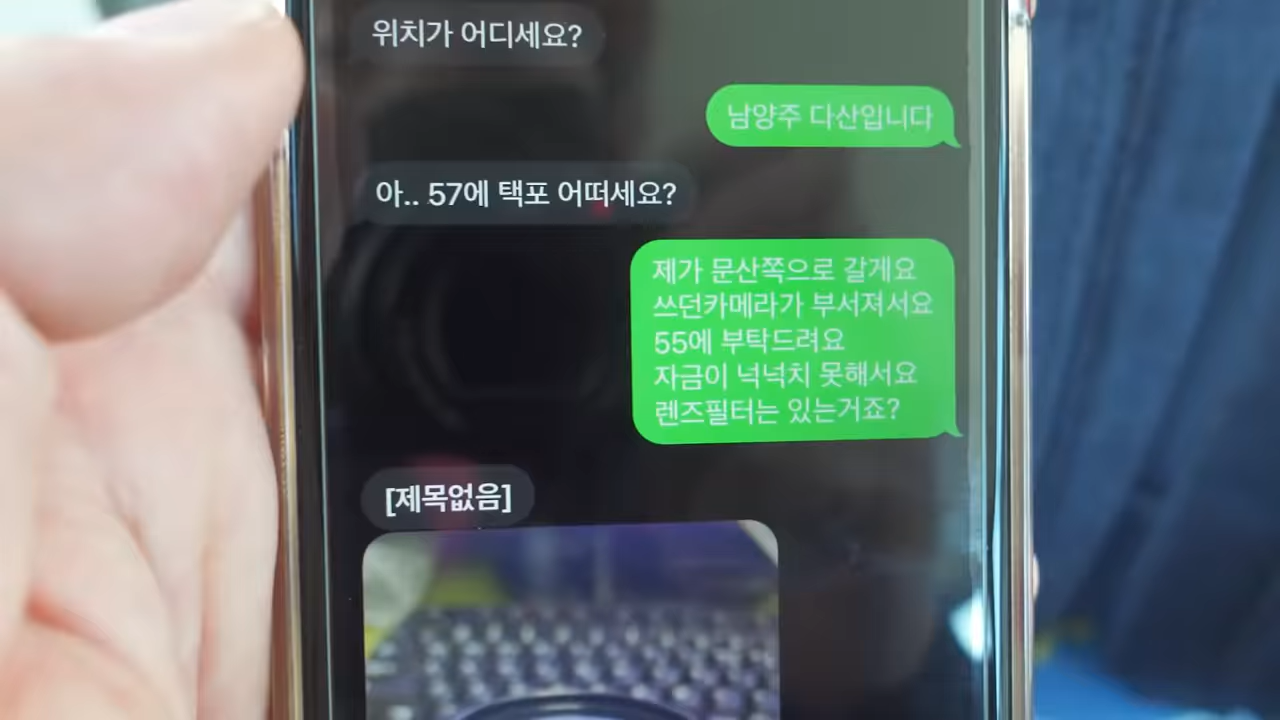 위치가 어디세요?
남양주 다산입니다
아.. 57에 택포 어떠세요?
제가 문산쪽으로 갈게요
쓰던카메라가 부서져서요
55에 부탁드려요
자금이 넉넉치 못해서요
렌즈필터는 있는거죠?
[제목없음]